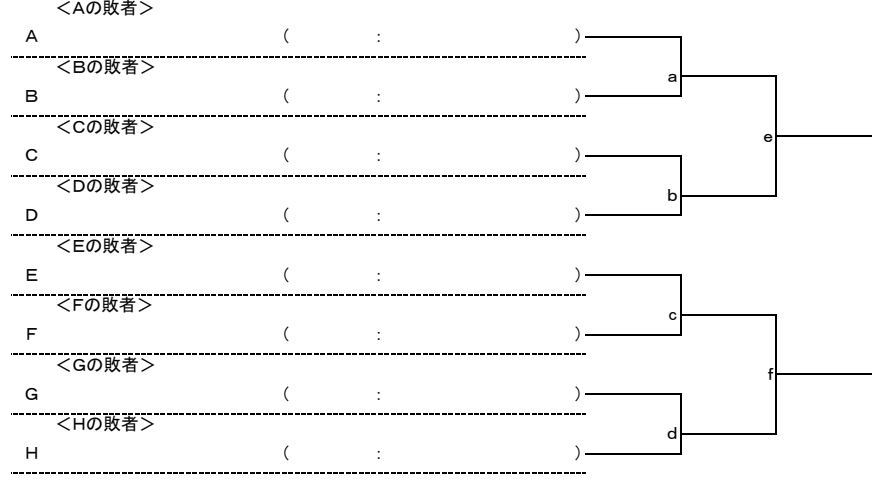 ＜Aの敗者＞
A （ ： ）
＜Bの敗者＞
B （ ： ）
＜Cの敗者＞
C （ ： ）
＜Dの敗者＞
D （ ： ）
＜Eの敗者＞
E （ ： ）
＜Fの敗者＞
F （ ： ）
＜Gの敗者＞
G （ ： ）
＜Hの敗者＞
H （ ： ）
a
e
b
c
f
d